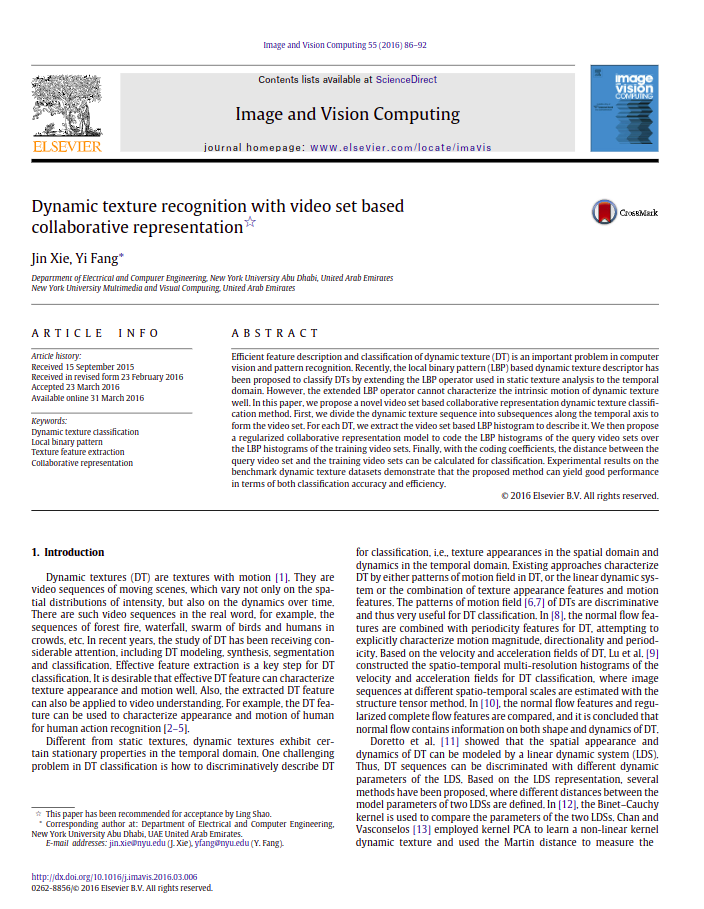 Image and Vision Computing 55 (2016) 86–92
Contents lists available at ScienceDirect
Image and Vision Computing
journal homepage: www.elsevier.com/locate/imavis
ELSEVIER
image
vision
COMPUTING
Dynamic texture recognition with video set based
collaborative representation☆
CrossMark
Jin Xie, Yi Fang*
Department of Electrical and Computer Engineering, New York University Abu Dhabi, United Arab Emirates
New York University Multimedia and Visual Computing, United Arab Emirates
ARTICLE INFO
Article history:
Received 15 September 2015
Received in revised form 23 February 2016
Accepted 23 March 2016
Available online 31 March 2016
Keywords:
Dynamic texture classification
Local binary pattern
Texture feature extraction
Collaborative representation
ABSTRACT
Efficient feature description and classification of dynamic texture (DT) is an important problem in computer
vision and pattern recognition. Recently, the local binary pattern (LBP) based dynamic texture descriptor has
been proposed to classify DTs by extending the LBP operator used in static texture analysis to the temporal
domain. However, the extended LBP operator cannot characterize the intrinsic motion of dynamic texture
well. In this paper, we propose a novel video set based collaborative representation dynamic texture classifi-
cation method. First, we divide the dynamic texture sequence into subsequences along the temporal axis to
form the video set. For each DT, we extract the video set based LBP histogram to describe it. We then propose
a regularized collaborative representation model to code the LBP histograms of the query video sets over
the LBP histograms of the training video sets. Finally, with the coding coefficients, the distance between the
query video set and the training video sets can be calculated for classification. Experimental results on the
benchmark dynamic texture datasets demonstrate that the proposed method can yield good performance
in terms of both classification accuracy and efficiency.
© 2016 Elsevier B.V. All rights reserved.
1. Introduction
Dynamic textures (DT) are textures with motion [1]. They are
video sequences of moving scenes, which vary not only on the spa-
tial distributions of intensity, but also on the dynamics over time.
There are such video sequences in the real word, for example, the
sequences of forest fire, waterfall, swarm of birds and humans in
crowds, etc. In recent years, the study of DT has been receiving con-
siderable attention, including DT modeling, synthesis, segmentation
and classification. Effective feature extraction is a key step for DT
classification. It is desirable that effective DT feature can characterize
texture appearance and motion well. Also, the extracted DT feature
can also be applied to video understanding. For example, the DT fea-
ture can be used to characterize appearance and motion of human
for human action recognition [2–5].
Different from static textures, dynamic textures exhibit cer-
tain stationary properties in the temporal domain. One challenging
problem in DT classification is how to discriminatively describe DT
for classification, i.e., texture appearances in the spatial domain and
dynamics in the temporal domain. Existing approaches characterize
DT by either patterns of motion field in DT, or the linear dynamic sys-
tem or the combination of texture appearance features and motion
features. The patterns of motion field [6,7] of DTs are discriminative
and thus very useful for DT classification. In [8], the normal flow fea-
tures are combined with periodicity features for DT, attempting to
explicitly characterize motion magnitude, directionality and period-
icity. Based on the velocity and acceleration fields of DT, Lu et al. [9]
constructed the spatio-temporal multi-resolution histograms of the
velocity and acceleration fields for DT classification, where image
sequences at different spatio-temporal scales are estimated with the
structure tensor method. In [10], the normal flow features and regu-
larized complete flow features are compared, and it is concluded that
normal flow contains information on both shape and dynamics of DT.
Doretto et al. [11] showed that the spatial appearance and
dynamics of DT can be modeled by a linear dynamic system (LDS).
Thus, DT sequences can be discriminated with different dynamic
parameters of the LDS. Based on the LDS representation, several
methods have been proposed, where different distances between the
model parameters of two LDSs are defined. In [12], the Binet–Cauchy
kernel is used to compare the parameters of the two LDSs. Chan and
Vasconselos [13] employed kernel PCA to learn a non-linear kernel
dynamic texture and used the Martin distance to measure the
☆ This paper has been recommended for acceptance by Ling Shao.
* Corresponding author at: Department of Electrical and Computer Engineering,
New York University Abu Dhabi, UAE United Arab Emirates.
E-mail addresses: jin.xie@nyu.edu (J. Xie), yfang@nyu.edu (Y. Fang).
http://dx.doi.org/10.1016/j.imavis.2016.03.006
0262-8856/© 2016 Elsevier B.V. All rights reserved.